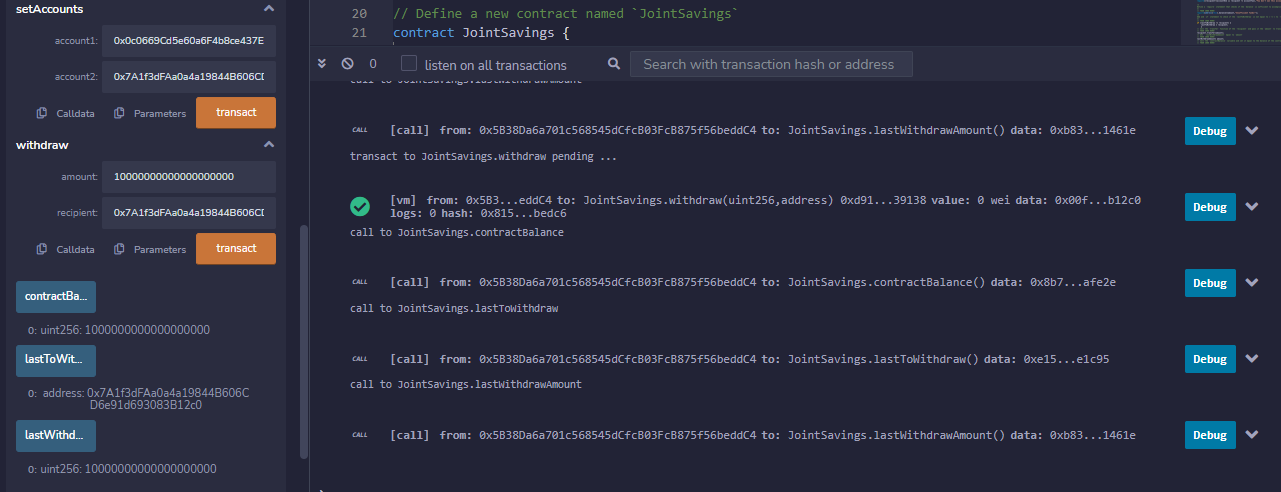 setAccounts
account1: 0x0c0669Cd5e60a6F4b8ce437E
account2: 0x7A1f3dFAa0a4a19844B606CD
Calldata Parameters transact
withdraw
amount: 10000000000000000000
recipient: 0x7A1f3dFAa0a4a19844B606CD
Calldata Parameters transact
contractBa...
0: uint256: 1000000000000000000
lastToWit...
0: address: 0x7A1f3dFAa0a4a19844B606C
D6e91d693083B12c0
lastWithd...
0: uint256: 10000000000000000000
20 // Define a new contract named `JointSavings`
21 contract JointSavings {
0 listen on all transactions Search with transaction hash or address
call to JointSavings.lastWithdrawAmount
CALL [call] from: 0x5B38Da6a701c568545dCfcB03FcB875f56beddC4 to: JointSavings.lastWithdrawAmount() data: 0xb83...1461e Debug
transact to JointSavings.withdraw pending ...
[vm] from: 0x5B3...eddC4 to: JointSavings.withdraw(uint256,address) 0xd91...39138 value: 0 wei data: 0x00f...b12c0 Debug
logs: 0 hash: 0x815...bedc6
call to JointSavings.contractBalance
CALL [call] from: 0x5B38Da6a701c568545dCfcB03FcB875f56beddC4 to: JointSavings.contractBalance() data: 0x8b7...afe2e Debug
call to JointSavings.lastToWithdraw
CALL [call] from: 0x5B38Da6a701c568545dCfcB03FcB875f56beddC4 to: JointSavings.lastToWithdraw() data: 0xe15...e1c95 Debug
call to JointSavings.lastWithdrawAmount
CALL [call] from: 0x5B38Da6a701c568545dCfcB03FcB875f56beddC4 to: JointSavings.lastWithdrawAmount() data: 0xb83...1461e Debug